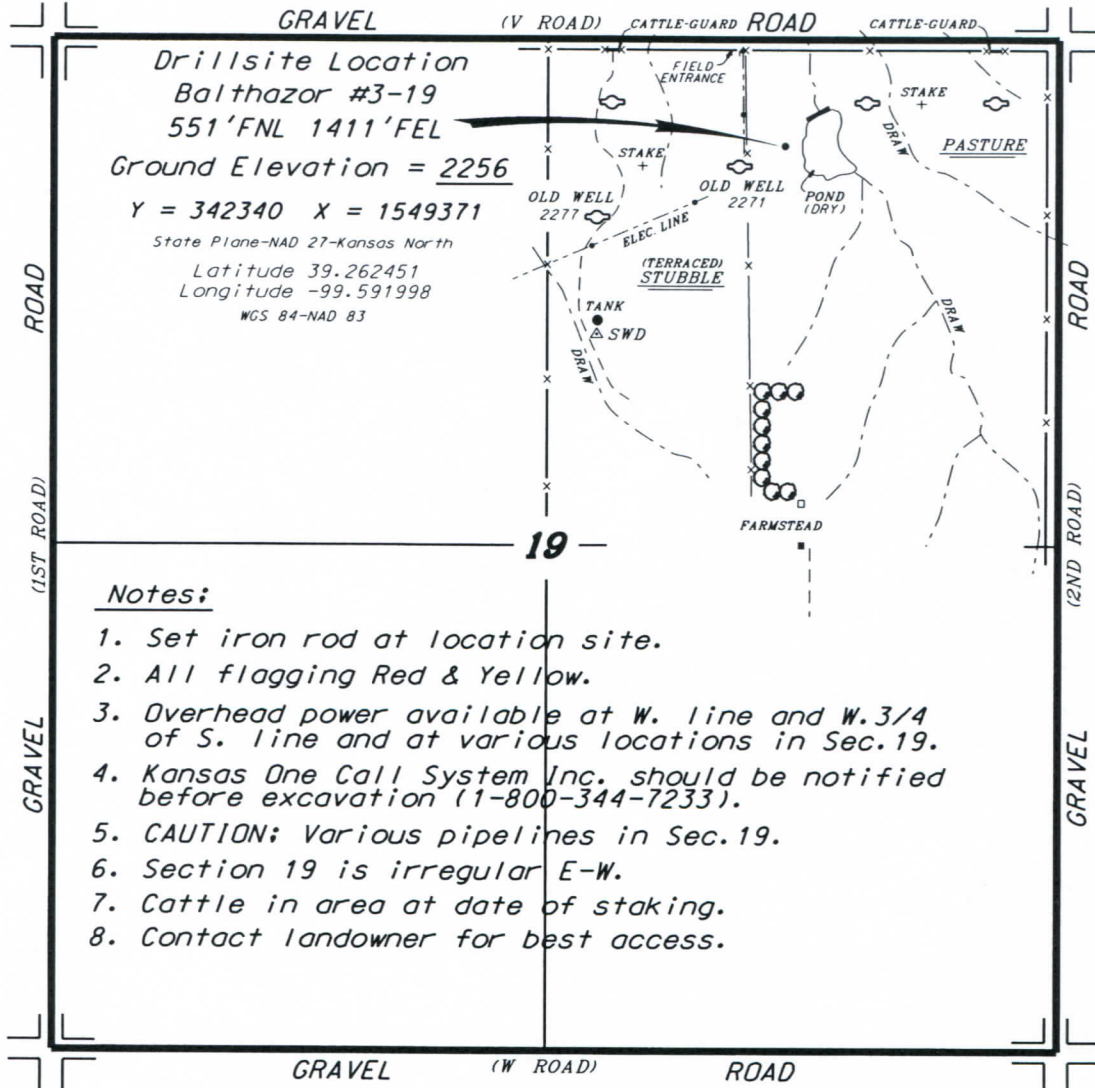 GRAVEL (V ROAD) CATTLE-GUARD ROAD CATTLE-GUARD
Drillsite Location
Balthazor #3-19
551'FNL 1411'FEL
Ground Elevation = 2256
Y = 342340 X = 1549371
State Plane-NAD 27-Kansas North
Latitude 39.262451
Longitude -99.591998
WGS 84-NAD 83
FIELD
ENTRANCE
STAKE
DRAW
PASTURE
STAKE
OLD WELL
2277
OLD WELL
2271
POND
(DRY)
ELEC. LINE
(TERRACED)
STUBBLE
TANK
SWD
DRAW
DRAW
FARMSTEAD
19
ROAD
(1ST ROAD)
GRAVEL
ROAD
(2ND ROAD)
GRAVEL
Notes:
1. Set iron rod at location site.
2. All flagging Red & Yellow.
3. Overhead power available at W. line and W.3/4
of S. line and at various locations in Sec.19.
4. Kansas One Call System Inc. should be notified
before excavation (1-800-344-7233).
5. CAUTION: Various pipelines in Sec.19.
6. Section 19 is irregular E-W.
7. Cattle in area at date of staking.
8. Contact landowner for best access.
GRAVEL (W ROAD) ROAD